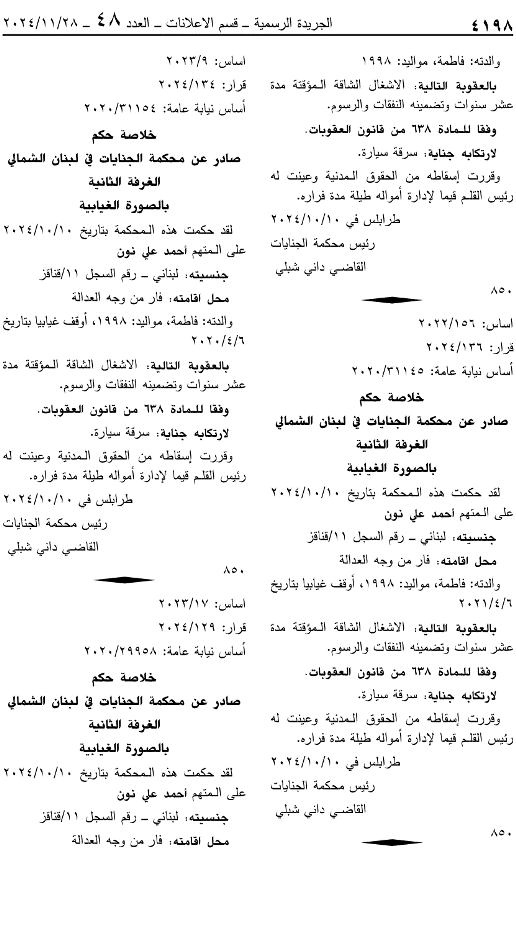 ٤١٩٨
الجريدة الرسمية ـ قسم الاعلانات ـ العدد ٤٨ ـ ٢٠٢٤/١١/٢٨
والدته: فاطمة، مواليد: ١٩٩٨
بالعقوبة التالية: الاشغال الشاقة المؤقتة مدة
عشر سنوات وتضمينه النفقات والرسوم.
وفقا للمادة ٦٣٨ من قانون العقوبات.
لارتكابه جناية: سرقة سيارة.
وقررت إسقاطه من الحقوق المدنية وعينت له
رئيس القلم قيما لإدارة أمواله طيلة مدة فراره.
طرابلس في ٢٠٢٤/١٠/١٠
رئيس محكمة الجنايات
القاضي داني شبلي
٨٥٠
اساس: ٢٠٢٢/١٥٦
قرار: ٢٠٢٤/١٣٦
أساس نيابة عامة: ٢٠٢٠/٣١١٤٥
خلاصة حكم
صادر عن محكمة الجنايات في لبنان الشمالي
الغرفة الثانية
بالصورة الغيابية
لقد حكمت هذه المحكمة بتاريخ ٢٠٢٤/١٠/١٠
على المتهم احمد علي نون
جنسيته: لبناني ـ رقم السجل ١١/قناقز
محل اقامته: فار من وجه العدالة
والدته: فاطمة، مواليد: ١٩٩٨، أوقف غيابيا بتاريخ
٢٠٢١/٤/٦
بالعقوبة التالية: الاشغال الشاقة المؤقتة مدة
عشر سنوات وتضمينه النفقات والرسوم.
وفقا للمادة ٦٣٨ من قانون العقوبات.
لارتكابه جناية: سرقة سيارة.
وقررت إسقاطه من الحقوق المدنية وعينت له
رئيس القلم قيما لإدارة أمواله طيلة مدة فراره.
طرابلس في ٢٠٢٤/١٠/١٠
رئيس محكمة الجنايات
القاضي داني شبلي
٨٥٠
اساس: ٢٠٢٣/٩
قرار: ٢٠٢٤/١٣٤
أساس نيابة عامة: ٢٠٢٠/٣١١٥٤
خلاصة حكم
صادر عن محكمة الجنايات في لبنان الشمالي
الغرفة الثانية
بالصورة الغيابية
لقد حكمت هذه المحكمة بتاريخ ٢٠٢٤/١٠/١٠
على المتهم احمد علي نون
جنسيته: لبناني ـ رقم السجل ١١/قناقز
محل اقامته: فار من وجه العدالة
والدته: فاطمة، مواليد: ١٩٩٨، أوقف غيابيا بتاريخ
٢٠٢٠/٤/٦
بالعقوبة التالية: الاشغال الشاقة المؤقتة مدة
عشر سنوات وتضمينه النفقات والرسوم.
وفقا للمادة ٦٣٨ من قانون العقوبات.
لارتكابه جناية: سرقة سيارة.
وقررت إسقاطه من الحقوق المدنية وعينت له
رئيس القلم قيما لإدارة أمواله طيلة مدة فراره.
طرابلس في ٢٠٢٤/١٠/١٠
رئيس محكمة الجنايات
القاضي داني شبلي
٨٥٠
اساس: ٢٠٢٣/١٧
قرار: ٢٠٢٤/١٢٩
أساس نيابة عامة: ٢٠٢٠/٢٩٩٥٨
خلاصة حكم
صادر عن محكمة الجنايات في لبنان الشمالي
الغرفة الثانية
بالصورة الغيابية
لقد حكمت هذه المحكمة بتاريخ ٢٠٢٤/١٠/١٠
على المتهم احمد علي نون
جنسيته: لبناني ـ رقم السجل ١١/قناقز
محل اقامته: فار من وجه العدالة